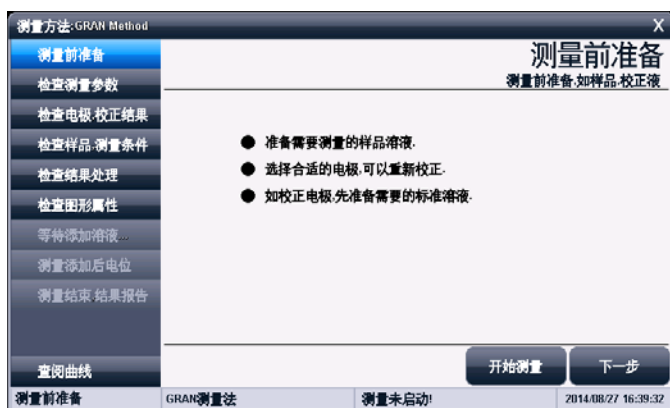 测量方法:GRAN Method X
测量前准备
检查测量参数
检查电极.校正结果
检查样品.测量条件
检查结果处理
检查图形属性
等待添加溶液...
测量添加后电位
测量结束.结果报告
查阅曲线
测量前准备
测量前准备.如样品.校正液
● 准备需要测量的样品溶液.
● 选择合适的电极.可以重新校正.
● 如校正电极.先准备需要的标准溶液.
开始测量 下一步
测量前准备 GRAN测量法 测量未启动! 2014/08/27 16:39:32